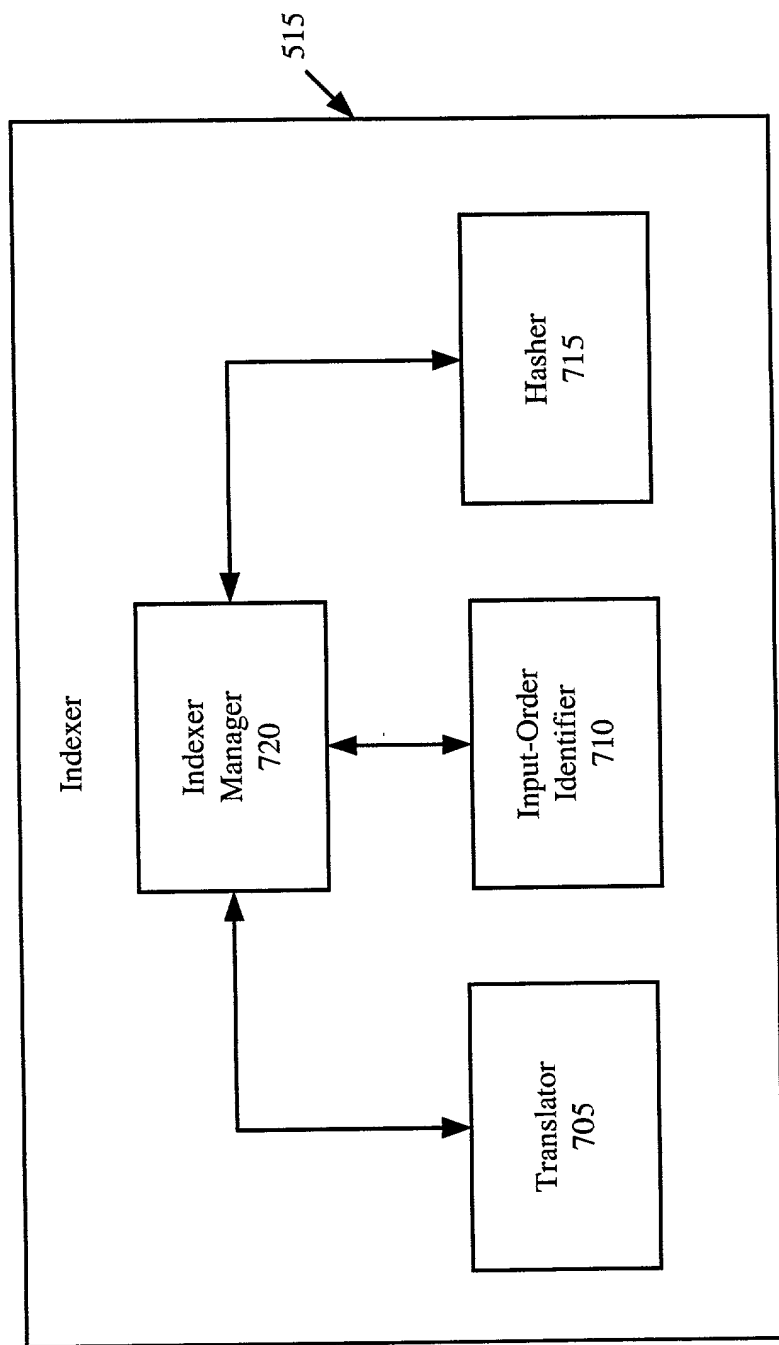 Indexer
515
Indexer
Manager
720
Translator
705
Input-Order
Identifier
710
Hasher
715